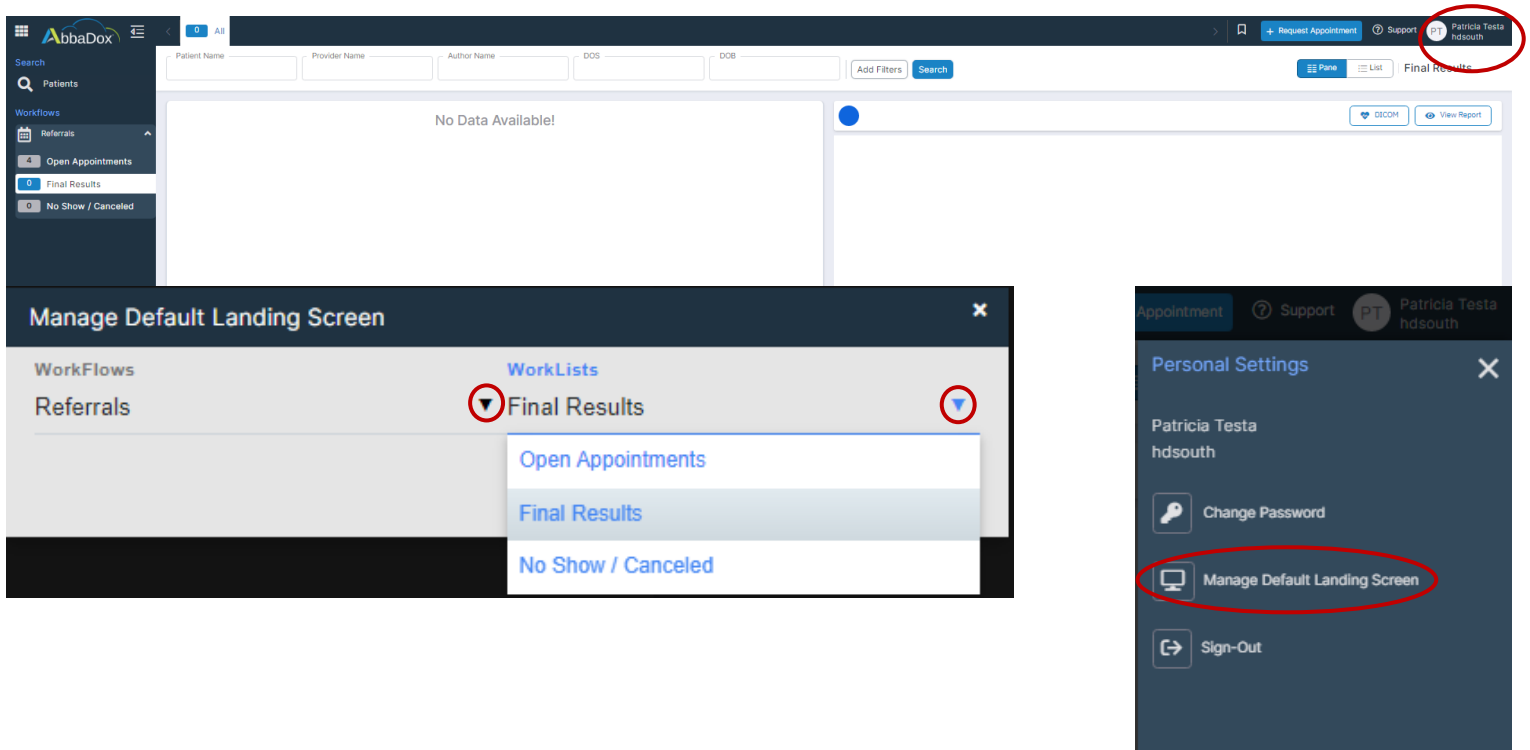 AbbaDox
0 All
+ Request Appointment
Support
PT
Patricia Testa
hdsouth
Search
Patients
Patient Name
Provider Name
Author Name
DOS
DOB
Add Filters
Search
Pane
List
Final Results
Workflows
Referrals
4 Open Appointments
0 Final Results
0 No Show / Canceled
No Data Available!
DICOM
View Report
Manage Default Landing Screen
WorkFlows
Referrals
WorkLists
Final Results
Open Appointments
Final Results
No Show / Canceled
Appointment
Support
PT
Patricia Testa
hdsouth
Personal Settings
Patricia Testa
hdsouth
Change Password
Manage Default Landing Screen
Sign-Out